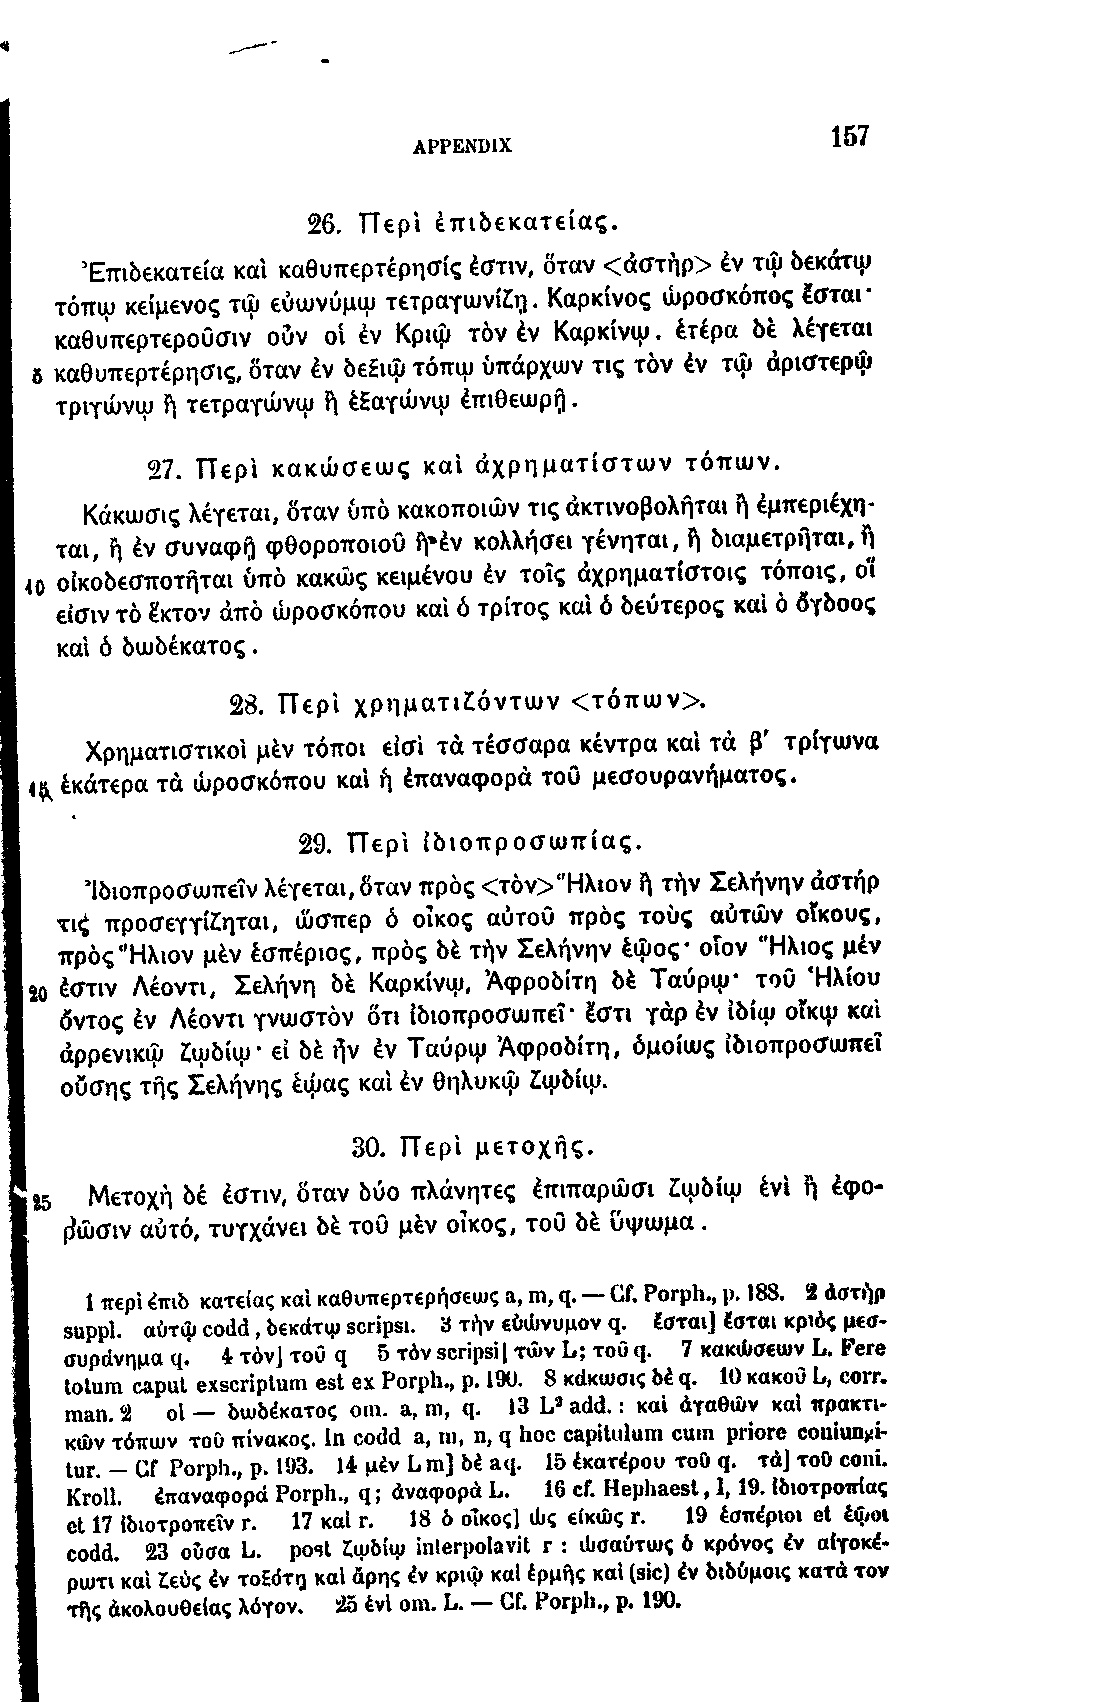 APPENDIX 157
26. Περὶ ἐπιδεκατείας.
Ἐπιδεκατεία καὶ καθυπερτέρησίς ἐστιν, ὅταν <ἀστὴρ> ἐν τῷ δεκάτῳ
τόπῳ κείμενος τῷ εὐωνύμῳ τετραγωνίζῃ. Καρκίνος ὡροσκόπος ἔσται·
καθυπερτεροῦσιν οὖν οἱ ἐν Κριῷ τὸν ἐν Καρκίνῳ. ἑτέρα δὲ λέγεται
5 καθυπερτέρησις, ὅταν ἐν δεξιῷ τόπῳ ὑπάρχων τις τὸν ἐν τῷ ἀριστερῷ
τριγώνῳ ἢ τετραγώνῳ ἢ ἑξαγώνῳ ἐπιθεωρῇ.
27. Περὶ κακώσεως καὶ ἀχρηματίστων τόπων.
Κάκωσις λέγεται, ὅταν ὑπὸ κακοποιῶν τις ἀκτινοβολῆται ἢ ἐμπεριέχη-
ται, ἢ ἐν συναφῇ φθοροποιοῦ ἢ ἐν κολλήσει γένηται, ἢ διαμετρῆται, ἢ
10 οἰκοδεσποτῆται ὑπὸ κακῶς κειμένου ἐν τοῖς ἀχρηματίστοις τόποις, οἵ
εἰσιν τὸ ἕκτον ἀπὸ ὡροσκόπου καὶ ὁ τρίτος καὶ ὁ δεύτερος καὶ ὁ ὄγδοος
καὶ ὁ δωδέκατος.
28. Περὶ χρηματιζόντων <τόπων>.
Χρηματιστικοὶ μὲν τόποι εἰσὶ τὰ τέσσαρα κέντρα καὶ τὰ β′ τρίγωνα
15 ἑκάτερα τὰ ὡροσκόπου καὶ ἡ ἐπαναφορὰ τοῦ μεσουρανήματος.
29. Περὶ ἰδιοπροσωπίας.
Ἰδιοπροσωπεῖν λέγεται, ὅταν πρὸς <τὸν> Ἥλιον ἢ τὴν Σελήνην ἀστήρ
τις προσεγγίζηται, ὥσπερ ὁ οἶκος αὐτοῦ πρὸς τοὺς αὐτῶν οἴκους,
πρὸς Ἥλιον μὲν ἑσπέριος, πρὸς δὲ τὴν Σελήνην ἑῷος· οἷον Ἥλιος μέν
20 ἐστιν Λέοντι, Σελήνη δὲ Καρκίνῳ, Ἀφροδίτη δὲ Ταύρῳ· τοῦ Ἡλίου
ὄντος ἐν Λέοντι γνωστὸν ὅτι ἰδιοπροσωπεῖ· ἔστι γὰρ ἐν ἰδίῳ οἴκῳ καὶ
ἀρρενικῷ ζῳδίῳ· εἰ δὲ ἦν ἐν Ταύρῳ Ἀφροδίτη, ὁμοίως ἰδιοπροσωπεῖ
οὔσης τῆς Σελήνης ἑῴας καὶ ἐν θηλυκῷ ζῳδίῳ.
30. Περὶ μετοχῆς.
25 Μετοχὴ δέ ἐστιν, ὅταν δύο πλάνητες ἐπιπαρῶσι ζῳδίῳ ἑνὶ ἢ ἐφο-
ρῶσιν αὐτό, τυγχάνει δὲ τοῦ μὲν οἶκος, τοῦ δὲ ὕψωμα.
1 περὶ ἐπιδ κατείας καὶ καθυπερτερήσεως a, m, q. — Cf. Porph., p. 188. 2 ἀστὴρ
suppl. αὐτῷ codd, δεκάτῳ scripsi. 3 τὴν εὐώνυμον q. ἔσται] ἔσται κριὸς μεσ-
συράνημα q. 4 τὸν] τοῦ q 5 τὸν scripsi] τῶν L; τοῦ q. 7 κακώσεων L. Fere
totum caput exscriptum est ex Porph., p. 190. 8 κάκωσις δὲ q. 10 κακοῦ L, corr.
man. 2 οἱ — δωδέκατος om. a, m, q. 13 L² add.: καὶ ἀγαθῶν καὶ πρακτι-
κῶν τόπων τοῦ πίνακος. In codd a, m, n, q hoc capitulum cum priore coniungi-
tur. — Cf Porph., p. 193. 14 μέν L m] δὲ aq. 15 ἑκατέρου τοῦ q. τὰ] τοῦ coni.
Kroll. ἐπαναφορά Porph., q; ἀναφορὰ L. 16 cf. Hephaest, I, 19. ἰδιοτροπίας
et 17 ἰδιοτροπεῖν r. 17 καὶ r. 18 ὁ οἶκος] ὡς εἰκῶς r. 19 ἑσπέριοι et ἑῷοι
codd. 23 οὖσα L. post ζῳδίῳ interpolavit r: ὡσαύτως ὁ κρόνος ἐν αἰγοκέ-
ρωτι καὶ Ζεὺς ἐν τοξότῃ καὶ ἄρης ἐν κριῷ καὶ ἑρμῆς καὶ (sic) ἐν διδύμοις κατὰ τον
τῆς ἀκολουθείας λόγον. 25 ἑνὶ om. L. — Cf. Porph., p. 190.